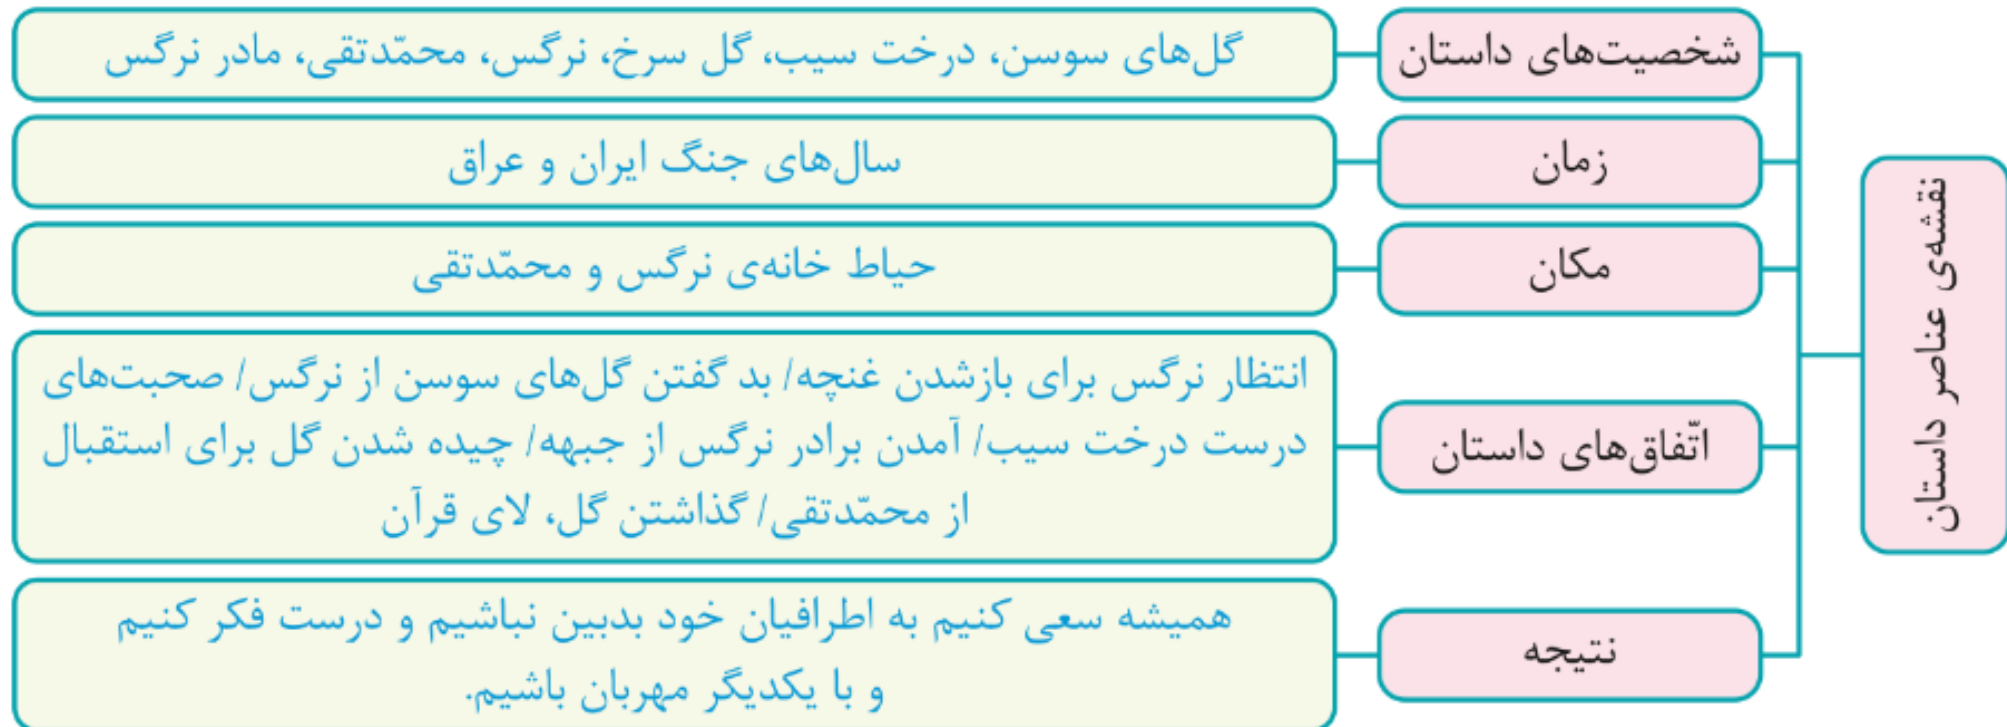 نقشه‌ی عناصر داستان
شخصیت‌های داستان
گل‌های سوسن، درخت سیب، گل سرخ، نرگس، محمّدتقی، مادر نرگس
زمان
سال‌های جنگ ایران و عراق
مکان
حیاط خانه‌ی نرگس و محمّدتقی
اتّفاق‌های داستان
انتظار نرگس برای بازشدن غنچه/ بد گفتن گل‌های سوسن از نرگس/ صحبت‌های
درست درخت سیب/ آمدن برادر نرگس از جبهه/ چیده شدن گل برای استقبال
از محمّدتقی/ گذاشتن گل، لای قرآن
نتیجه
همیشه سعی کنیم به اطرافیان خود بدبین نباشیم و درست فکر کنیم
و با یکدیگر مهربان باشیم.